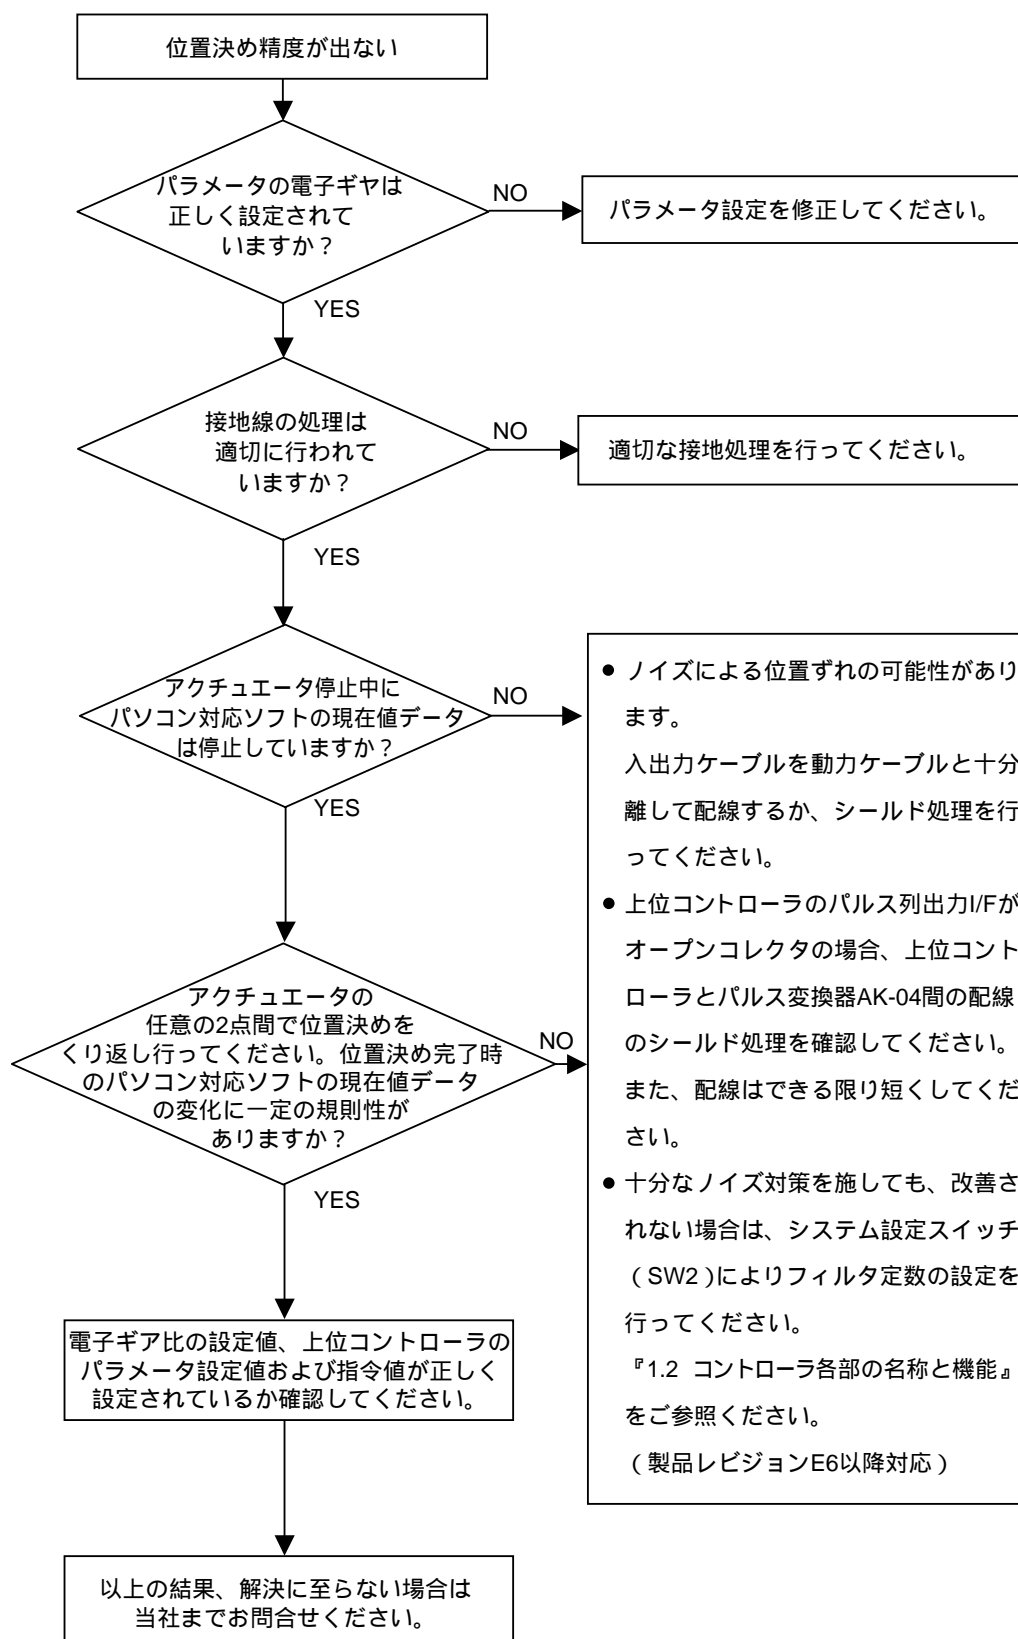 位置決め精度が出ない
パラメータの電子ギヤは
正しく設定されて
いますか？
NO
パラメータ設定を修正してください。
YES
接地線の処理は
適切に行われて
いますか？
NO
適切な接地処理を行ってください。
YES
アクチュエータ停止中に
パソコン対応ソフトの現在値データ
は停止していますか？
NO
YES
● ノイズによる位置ずれの可能性があり
ます。
入出力ケーブルを動力ケーブルと十分
離して配線するか、シールド処理を行
ってください。
● 上位コントローラのパルス列出力I/Fが
オープンコレクタの場合、上位コント
ローラとパルス変換器AK-04間の配線
のシールド処理を確認してください。
また、配線はできる限り短くしてくだ
さい。
● 十分なノイズ対策を施しても、改善さ
れない場合は、システム設定スイッチ
（SW2）によりフィルタ定数の設定を
行ってください。
『1.2 コントローラ各部の名称と機能』
をご参照ください。
（製品レビジョンE6以降対応）
アクチュエータの
任意の2点間で位置決めを
くり返し行ってください。位置決め完了時
のパソコン対応ソフトの現在値データ
の変化に一定の規則性が
ありますか？
NO
YES
電子ギア比の設定値、上位コントローラの
パラメータ設定値および指令値が正しく
設定されているか確認してください。
以上の結果、解決に至らない場合は
当社までお問合せください。